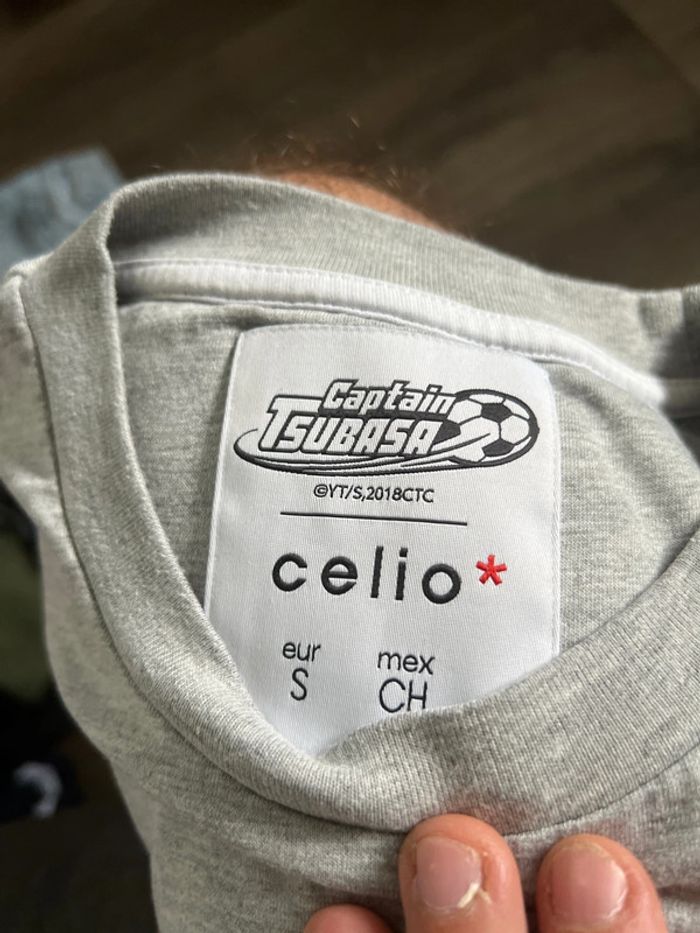 Captain
TSUBASA
©YT/S,2018CTC
celio*
eur mex
S CH